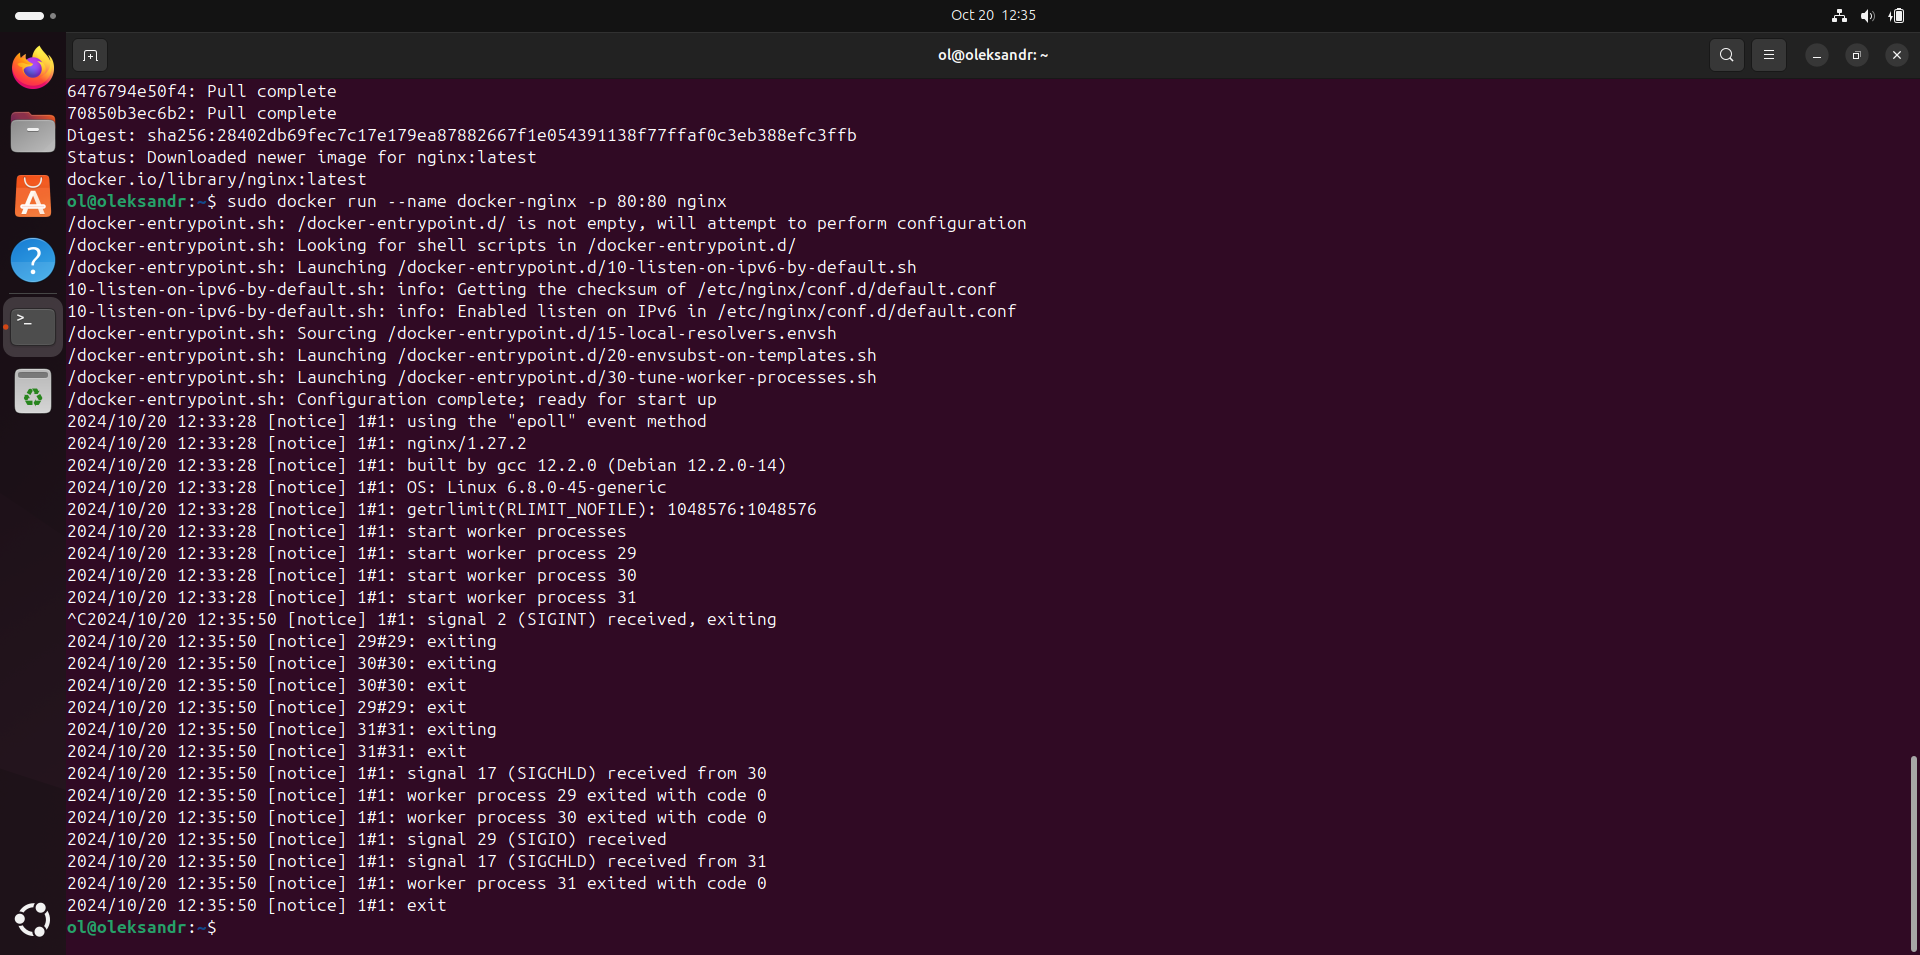 Oct 20 12:35
ol@oleksandr: ~
6476794e50f4: Pull complete
70850b3ec6b2: Pull complete
Digest: sha256:28402db69fec7c17e179ea87882667f1e054391138f77ffaf0c3eb388efc3ffb
Status: Downloaded newer image for nginx:latest
docker.io/library/nginx:latest
ol@oleksandr:~$ sudo docker run --name docker-nginx -p 80:80 nginx
/docker-entrypoint.sh: /docker-entrypoint.d/ is not empty, will attempt to perform configuration
/docker-entrypoint.sh: Looking for shell scripts in /docker-entrypoint.d/
/docker-entrypoint.sh: Launching /docker-entrypoint.d/10-listen-on-ipv6-by-default.sh
10-listen-on-ipv6-by-default.sh: info: Getting the checksum of /etc/nginx/conf.d/default.conf
10-listen-on-ipv6-by-default.sh: info: Enabled listen on IPv6 in /etc/nginx/conf.d/default.conf
/docker-entrypoint.sh: Sourcing /docker-entrypoint.d/15-local-resolvers.envsh
/docker-entrypoint.sh: Launching /docker-entrypoint.d/20-envsubst-on-templates.sh
/docker-entrypoint.sh: Launching /docker-entrypoint.d/30-tune-worker-processes.sh
/docker-entrypoint.sh: Configuration complete; ready for start up
2024/10/20 12:33:28 [notice] 1#1: using the "epoll" event method
2024/10/20 12:33:28 [notice] 1#1: nginx/1.27.2
2024/10/20 12:33:28 [notice] 1#1: built by gcc 12.2.0 (Debian 12.2.0-14)
2024/10/20 12:33:28 [notice] 1#1: OS: Linux 6.8.0-45-generic
2024/10/20 12:33:28 [notice] 1#1: getrlimit(RLIMIT_NOFILE): 1048576:1048576
2024/10/20 12:33:28 [notice] 1#1: start worker processes
2024/10/20 12:33:28 [notice] 1#1: start worker process 29
2024/10/20 12:33:28 [notice] 1#1: start worker process 30
2024/10/20 12:33:28 [notice] 1#1: start worker process 31
^C2024/10/20 12:35:50 [notice] 1#1: signal 2 (SIGINT) received, exiting
2024/10/20 12:35:50 [notice] 29#29: exiting
2024/10/20 12:35:50 [notice] 30#30: exiting
2024/10/20 12:35:50 [notice] 30#30: exit
2024/10/20 12:35:50 [notice] 29#29: exit
2024/10/20 12:35:50 [notice] 31#31: exiting
2024/10/20 12:35:50 [notice] 31#31: exit
2024/10/20 12:35:50 [notice] 1#1: signal 17 (SIGCHLD) received from 30
2024/10/20 12:35:50 [notice] 1#1: worker process 29 exited with code 0
2024/10/20 12:35:50 [notice] 1#1: worker process 30 exited with code 0
2024/10/20 12:35:50 [notice] 1#1: signal 29 (SIGIO) received
2024/10/20 12:35:50 [notice] 1#1: signal 17 (SIGCHLD) received from 31
2024/10/20 12:35:50 [notice] 1#1: worker process 31 exited with code 0
2024/10/20 12:35:50 [notice] 1#1: exit
ol@oleksandr:~$